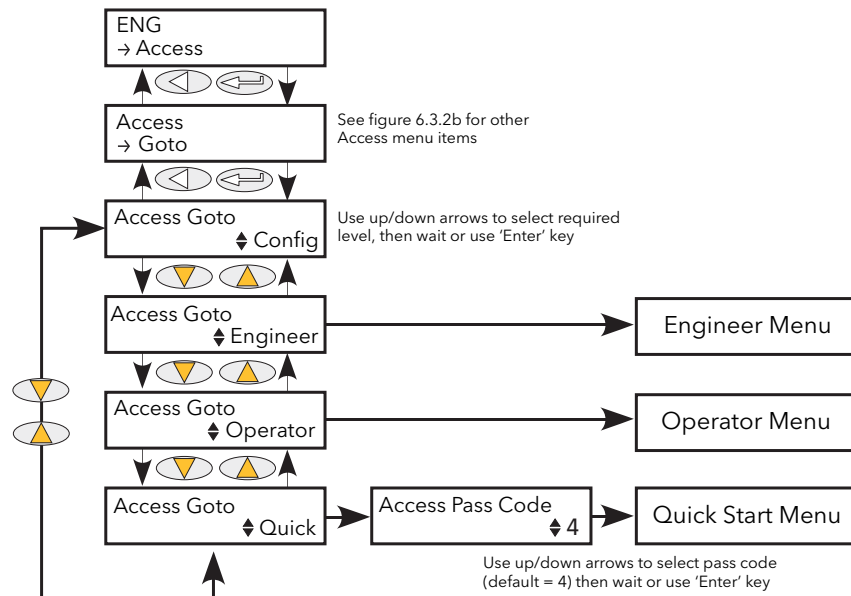 ENG
→ Access
Access
→ Goto
See figure 6.3.2b for other
Access menu items
Access Goto
Config
Use up/down arrows to select required
level, then wait or use ‘Enter’ key
Access Goto
Engineer
Engineer Menu
Access Goto
Operator
Operator Menu
Access Goto
Quick
Access Pass Code
4
Quick Start Menu
Use up/down arrows to select pass code
(default = 4) then wait or use ‘Enter’ key